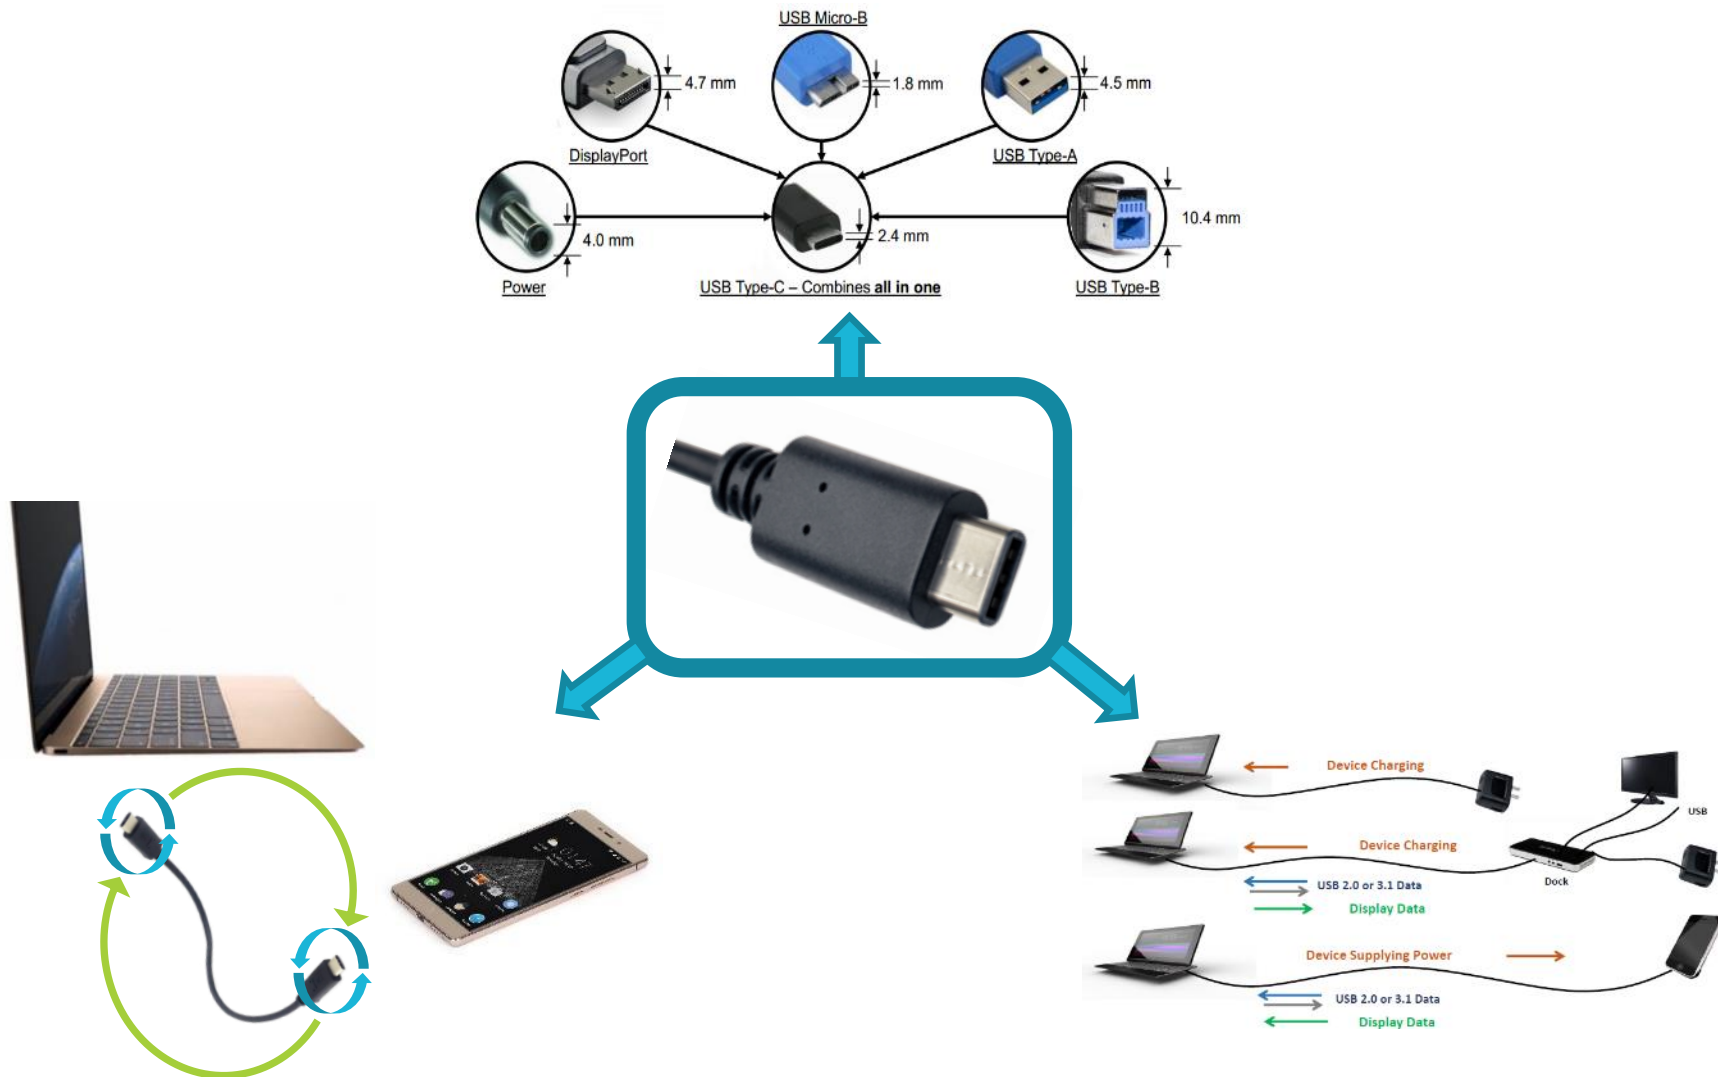 USB Micro-B
4.7 mm
1.8 mm
4.5 mm
DisplayPort
USB Type-A
4.0 mm
2.4 mm
10.4 mm
Power
USB Type-C – Combines all in one
USB Type-B
Device Charging
USB
Device Charging
Dock
USB 2.0 or 3.1 Data
Display Data
Device Supplying Power
USB 2.0 or 3.1 Data
Display Data
01:47